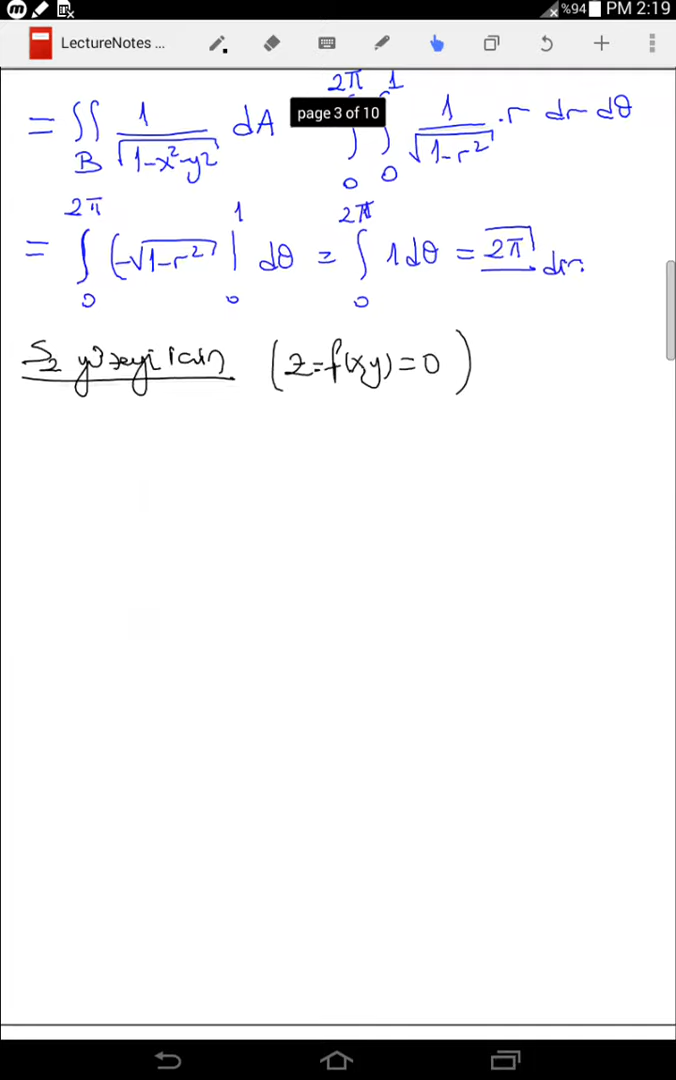 %94 PM 2:19
LectureNotes ...
page 3 of 10
= ∬_B 1/√(1-x²-y²) dA ∫_0^{2π} ∫_0^1 1/√(1-r²) · r dr dθ
= ∫_0^{2π} (-√(1-r²) |_0^1 dθ = ∫_0^{2π} 1 dθ = 2π dır.
S₂ yüzeyi için (z=f(x,y)=0)